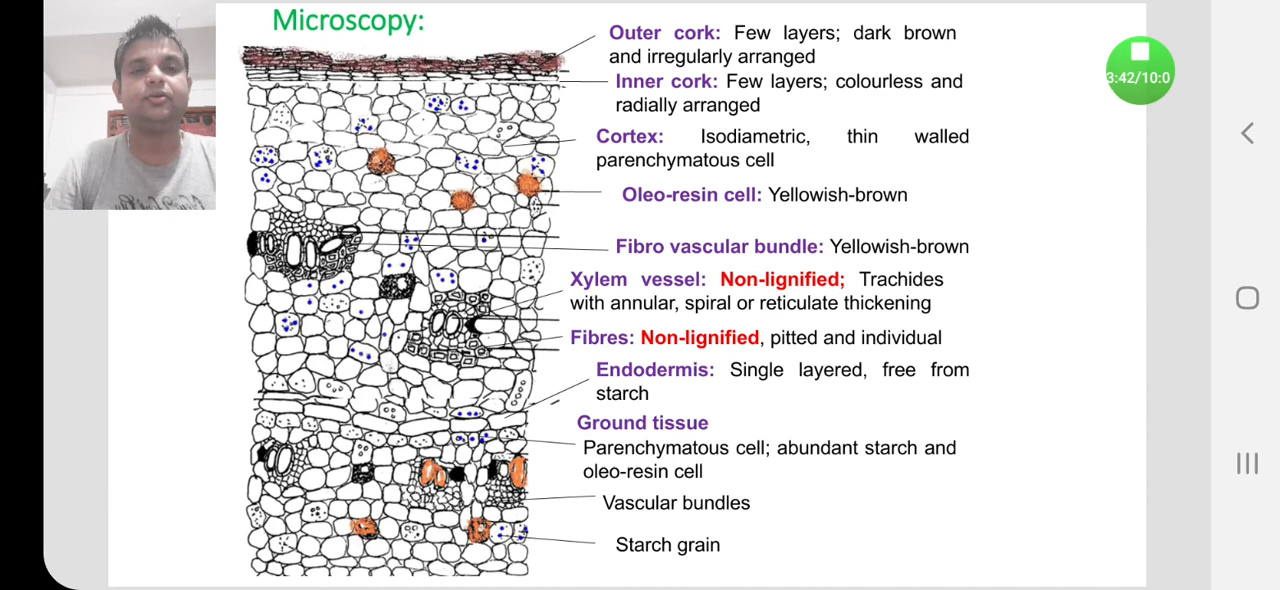 Microscopy:
Outer cork: Few layers; dark brown
and irregularly arranged
Inner cork: Few layers; colourless and
radially arranged
Cortex: Isodiametric, thin walled
parenchymatous cell
Oleo-resin cell: Yellowish-brown
Fibro vascular bundle: Yellowish-brown
Xylem vessel: Non-lignified; Trachides
with annular, spiral or reticulate thickening
Fibres: Non-lignified, pitted and individual
Endodermis: Single layered, free from
starch
Ground tissue
Parenchymatous cell; abundant starch and
oleo-resin cell
Vascular bundles
Starch grain
3:42/10:0